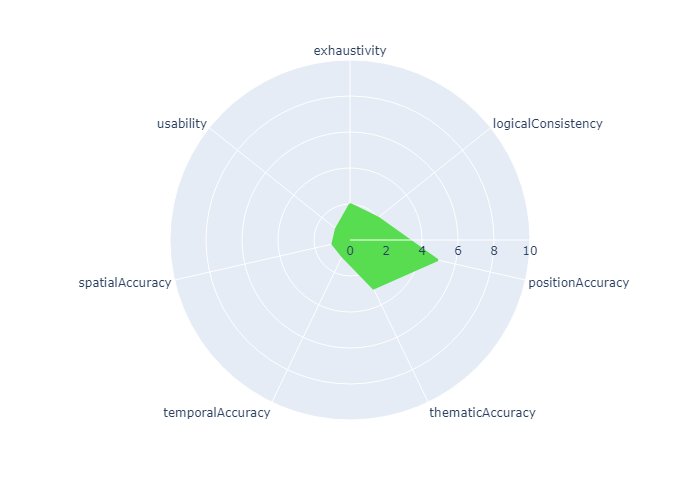 exhaustivity
usability
logicalConsistency
0 2 4 6 8 10
spatialAccuracy
positionAccuracy
temporalAccuracy
thematicAccuracy